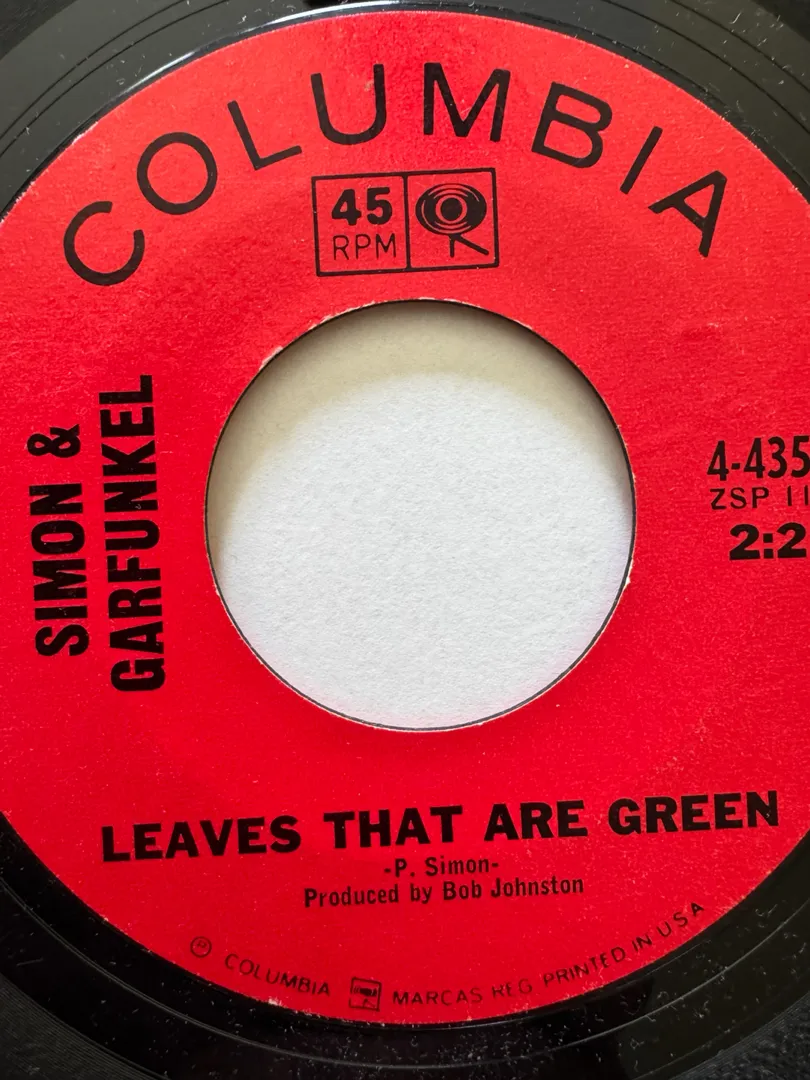 COLUMBIA
45
RPM
SIMON &
GARFUNKEL
4-435
ZSP 11
2:2
LEAVES THAT ARE GREEN
-P. Simon-
Produced by Bob Johnston
Ⓟ COLUMBIA MARCAS REG. PRINTED IN U S A